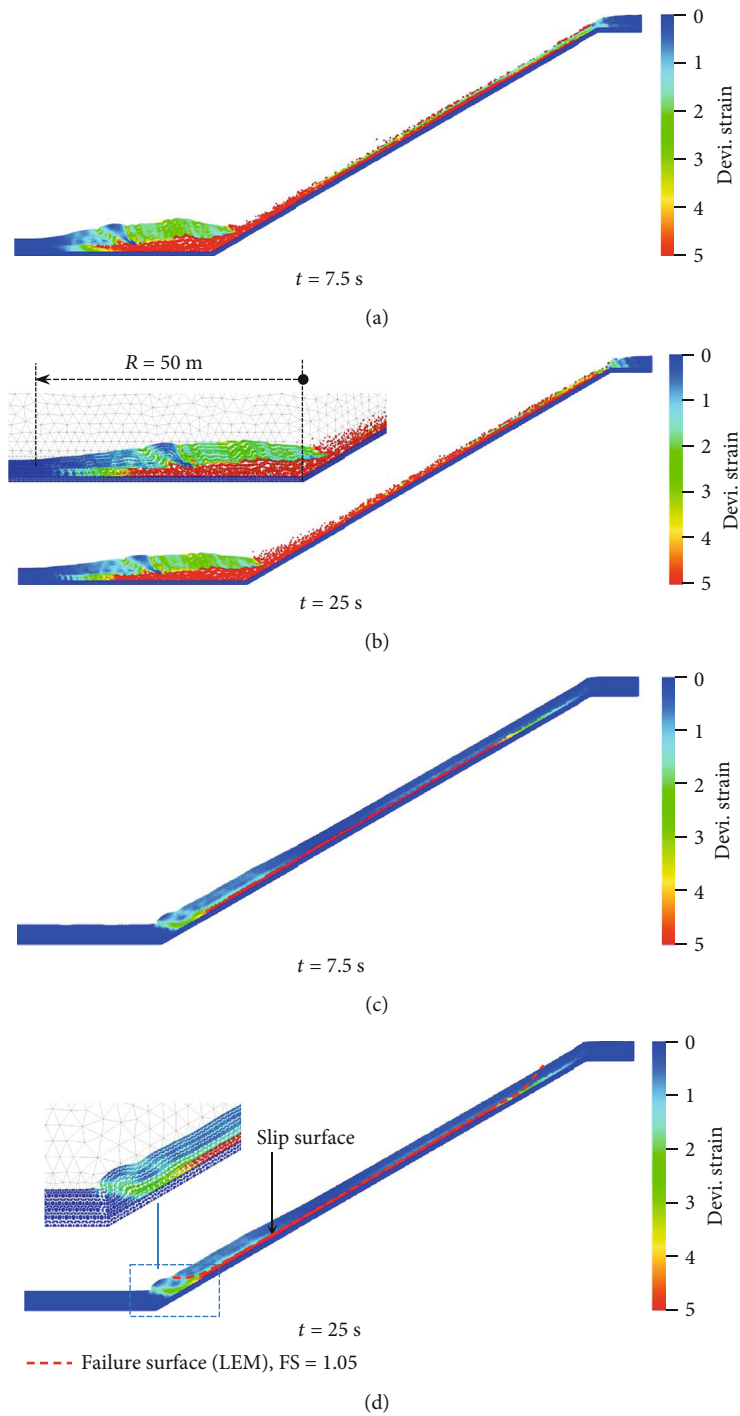 0
1
2
3
4
5
Devi. strain
t = 7.5 s
(a)
R = 50 m
0
1
2
3
4
5
Devi. strain
t = 25 s
(b)
0
1
2
3
4
5
Devi. strain
t = 7.5 s
(c)
0
1
2
3
4
5
Devi. strain
Slip surface
t = 25 s
Failure surface (LEM), FS = 1.05
(d)